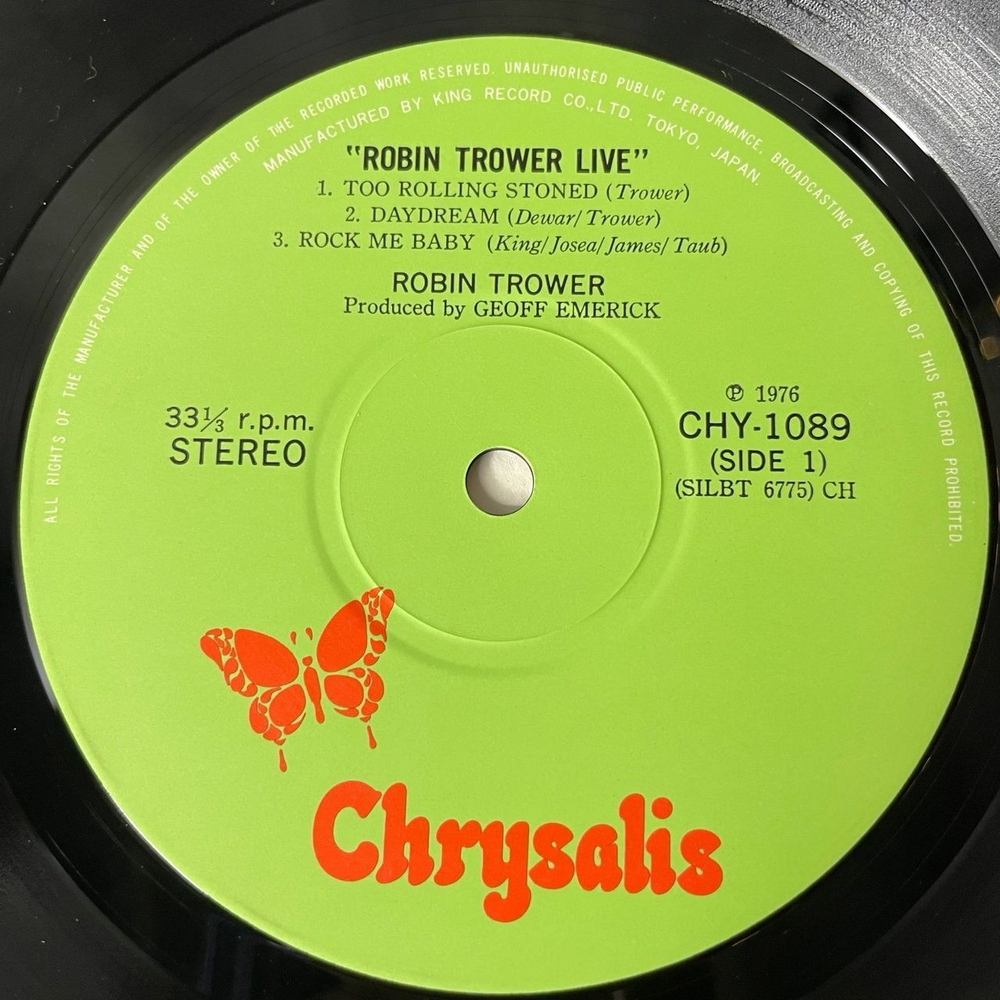 ALL RIGHTS OF THE MANUFACTURER AND OF THE OWNER OF THE RECORDED WORK RESERVED. UNAUTHORISED PUBLIC PERFORMANCE, BROADCASTING AND COPYING OF THIS RECORD PROHIBITED.
MANUFACTURED BY KING RECORD CO.,LTD. TOKYO, JAPAN.
"ROBIN TROWER LIVE"
1. TOO ROLLING STONED (Trower)
2. DAYDREAM (Dewar/Trower)
3. ROCK ME BABY (King/Josea/James/Taub)
ROBIN TROWER
Produced by GEOFF EMERICK
33⅓ r.p.m.
STEREO
℗ 1976
CHY-1089
(SIDE 1)
(SILBT 6775) CH
Chrysalis